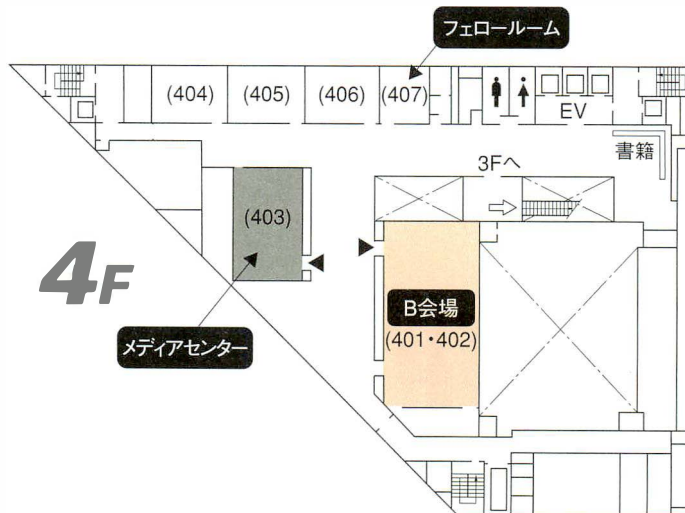 フェロールーム
(404)
(405)
(406)
(407)
EV
書籍
3Fへ
(403)
4F
B会場
(401・402)
メディアセンター